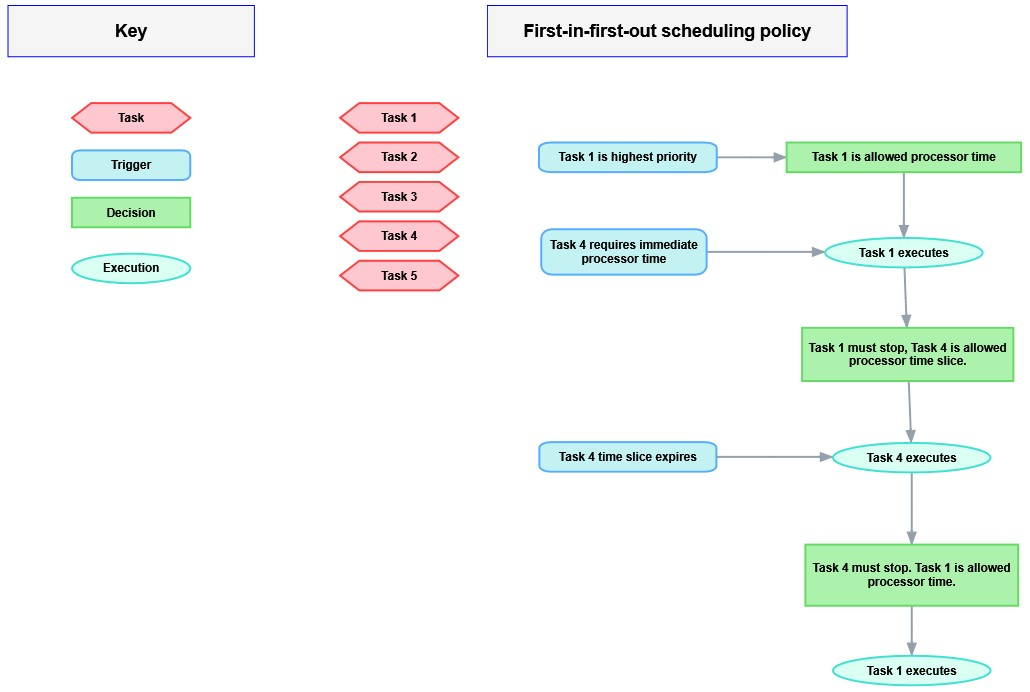 Key
First-in-first-out scheduling policy
Task
Trigger
Decision
Execution
Task 1
Task 2
Task 3
Task 4
Task 5
Task 1 is highest priority
Task 1 is allowed processor time
Task 4 requires immediate
processor time
Task 1 executes
Task 1 must stop, Task 4 is allowed
processor time slice.
Task 4 time slice expires
Task 4 executes
Task 4 must stop. Task 1 is allowed
processor time.
Task 1 executes